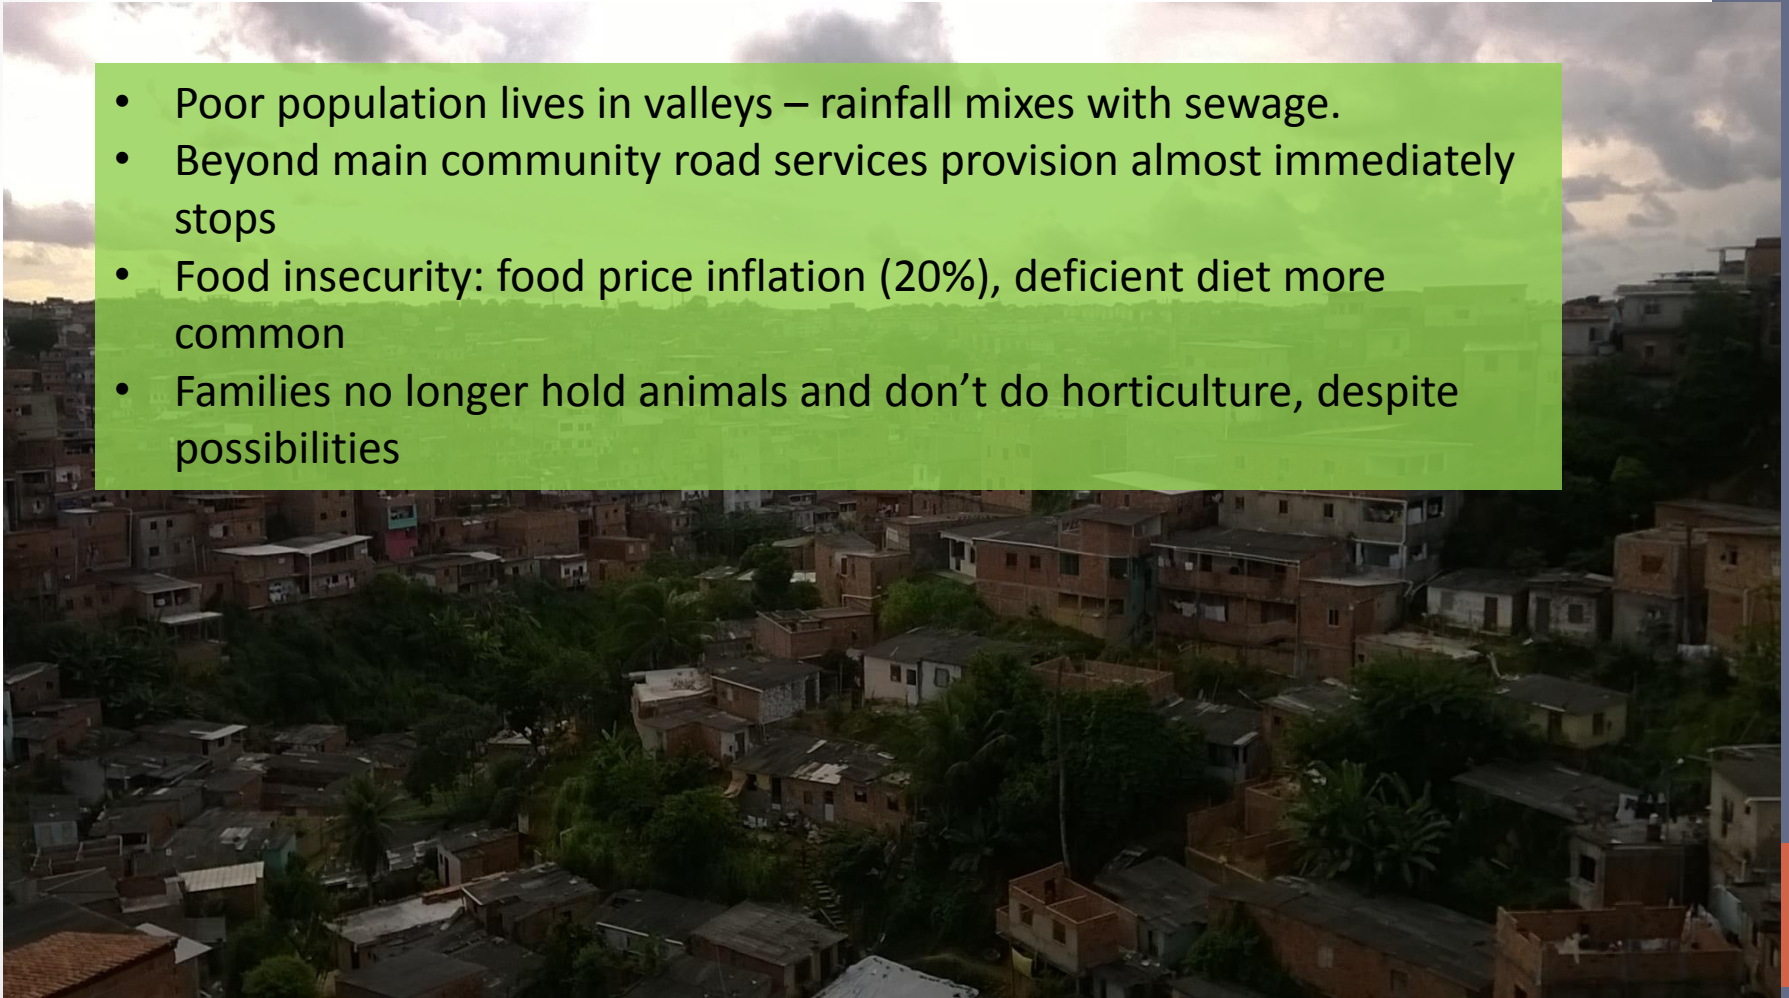 • Poor population lives in valleys – rainfall mixes with sewage.
• Beyond main community road services provision almost immediately
stops
• Food insecurity: food price inflation (20%), deficient diet more
common
• Families no longer hold animals and don’t do horticulture, despite
possibilities